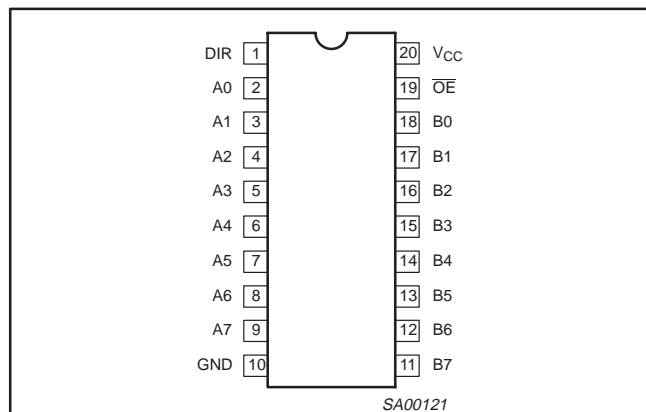 DIR 1 20 VCC
A0 2 19 O̅E̅
A1 3 18 B0
A2 4 17 B1
A3 5 16 B2
A4 6 15 B3
A5 7 14 B4
A6 8 13 B5
A7 9 12 B6
GND 10 11 B7
SA00121